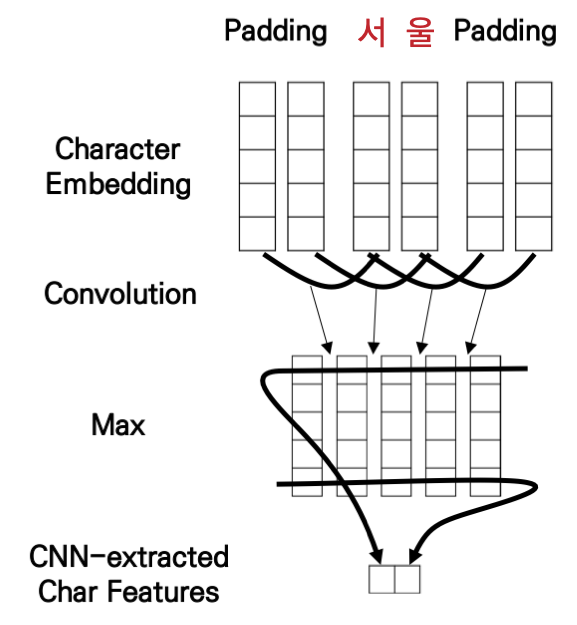 Padding 서 울 Padding
Character
Embedding
Convolution
Max
CNN-extracted
Char Features